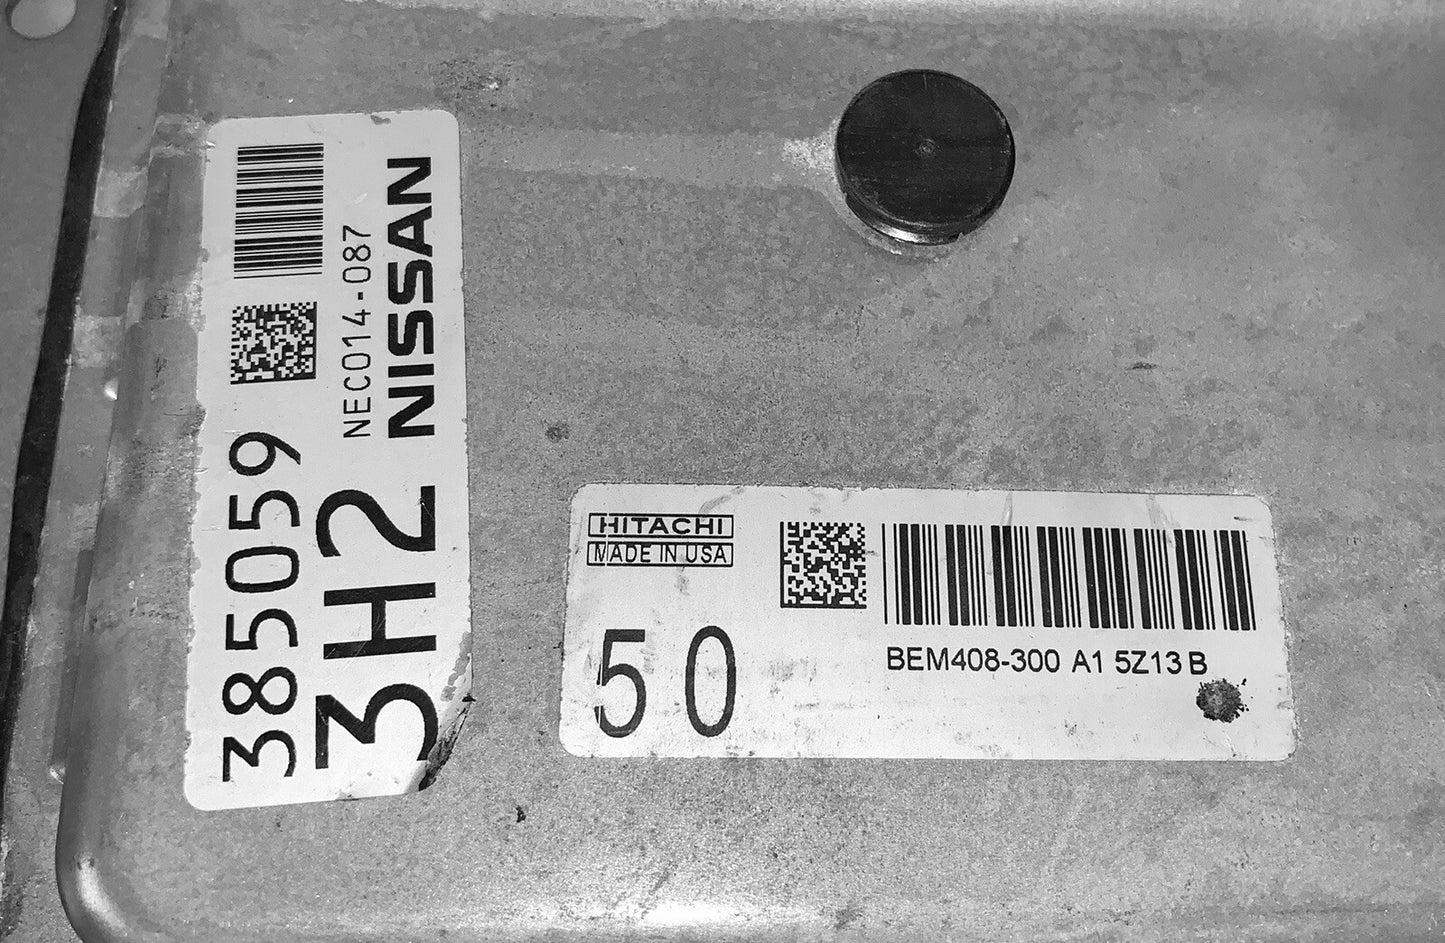 385059
3H2
NEC014-087
NISSAN
HITACHI
MADE IN USA
50
BEM408-300 A1 5Z13 B